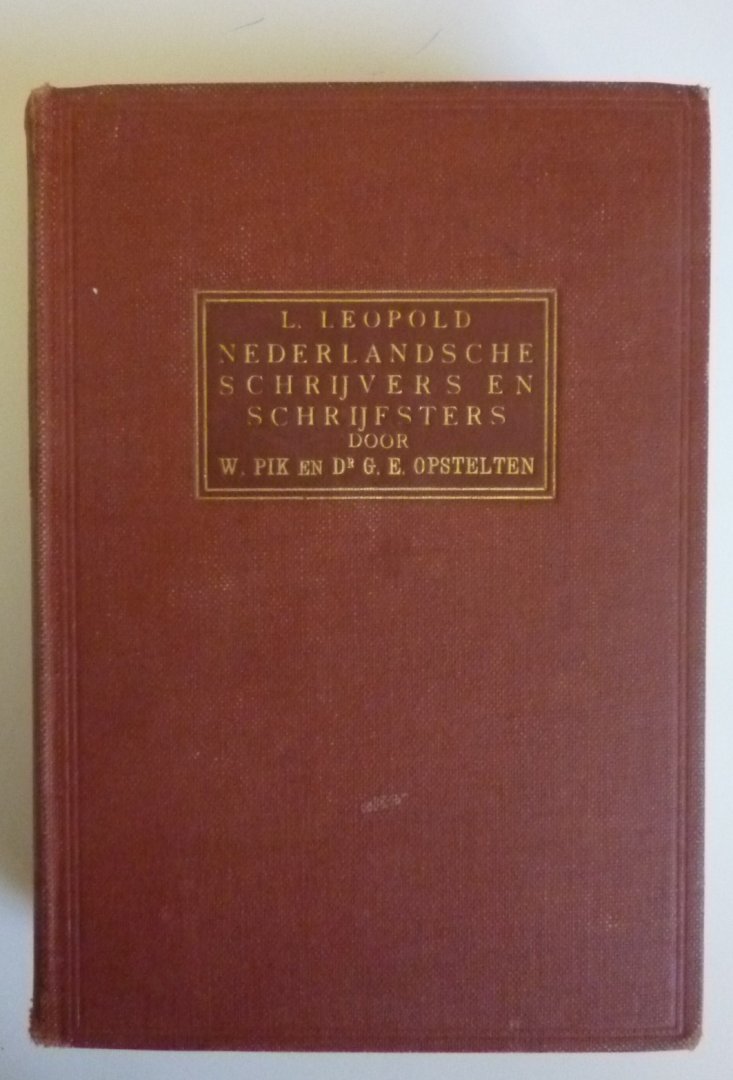 L. LEOPOLD
NEDERLANDSCHE
SCHRIJVERS EN
SCHRIJFSTERS
DOOR
W. PIK EN DR G. E. OPSTELTEN